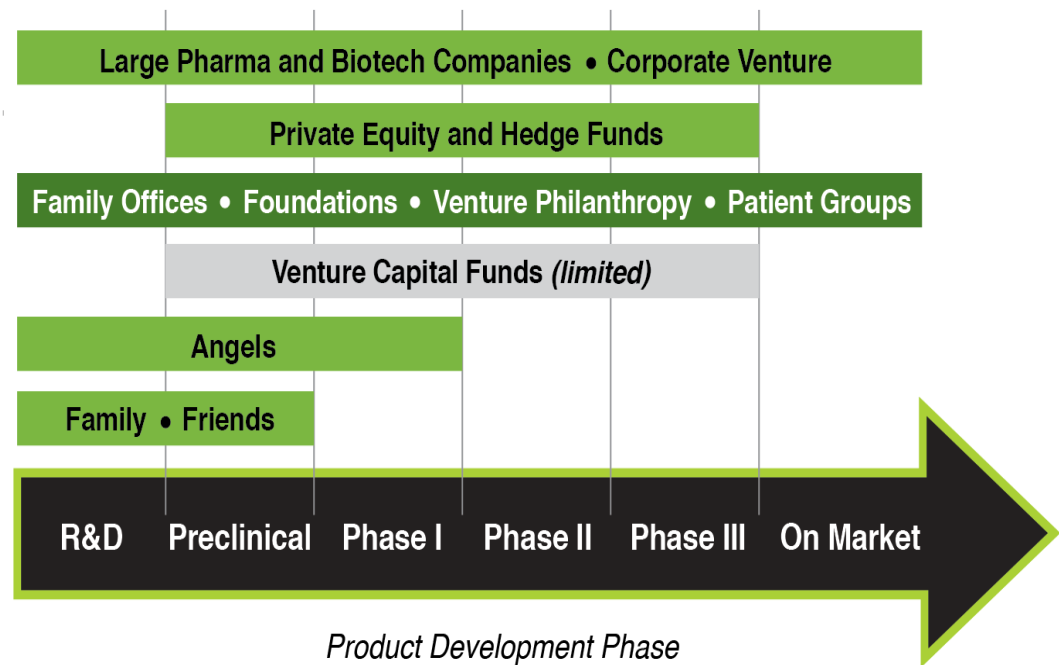 Large Pharma and Biotech Companies • Corporate Venture
Private Equity and Hedge Funds
Family Offices • Foundations • Venture Philanthropy • Patient Groups
Venture Capital Funds (limited)
Angels
Family • Friends
R&D Preclinical Phase I Phase II Phase III On Market
Product Development Phase